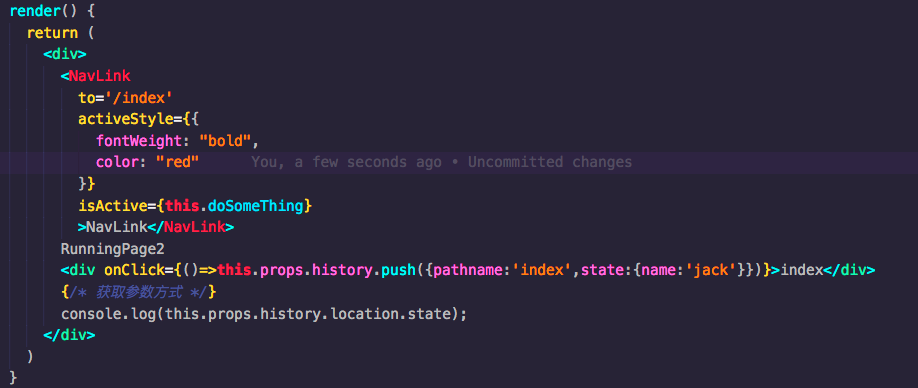 render() {
return (
<div>
<NavLink
to='/index'
activeStyle={{
fontWeight: "bold",
color: "red" You, a few seconds ago • Uncommitted changes
}}
isActive={this.doSomeThing}
>NavLink</NavLink>
RunningPage2
<div onClick={()=>this.props.history.push({pathname:'index',state:{name:'jack'}})}>index</div>
{/* 获取参数方式 */}
console.log(this.props.history.location.state);
</div>
)
}